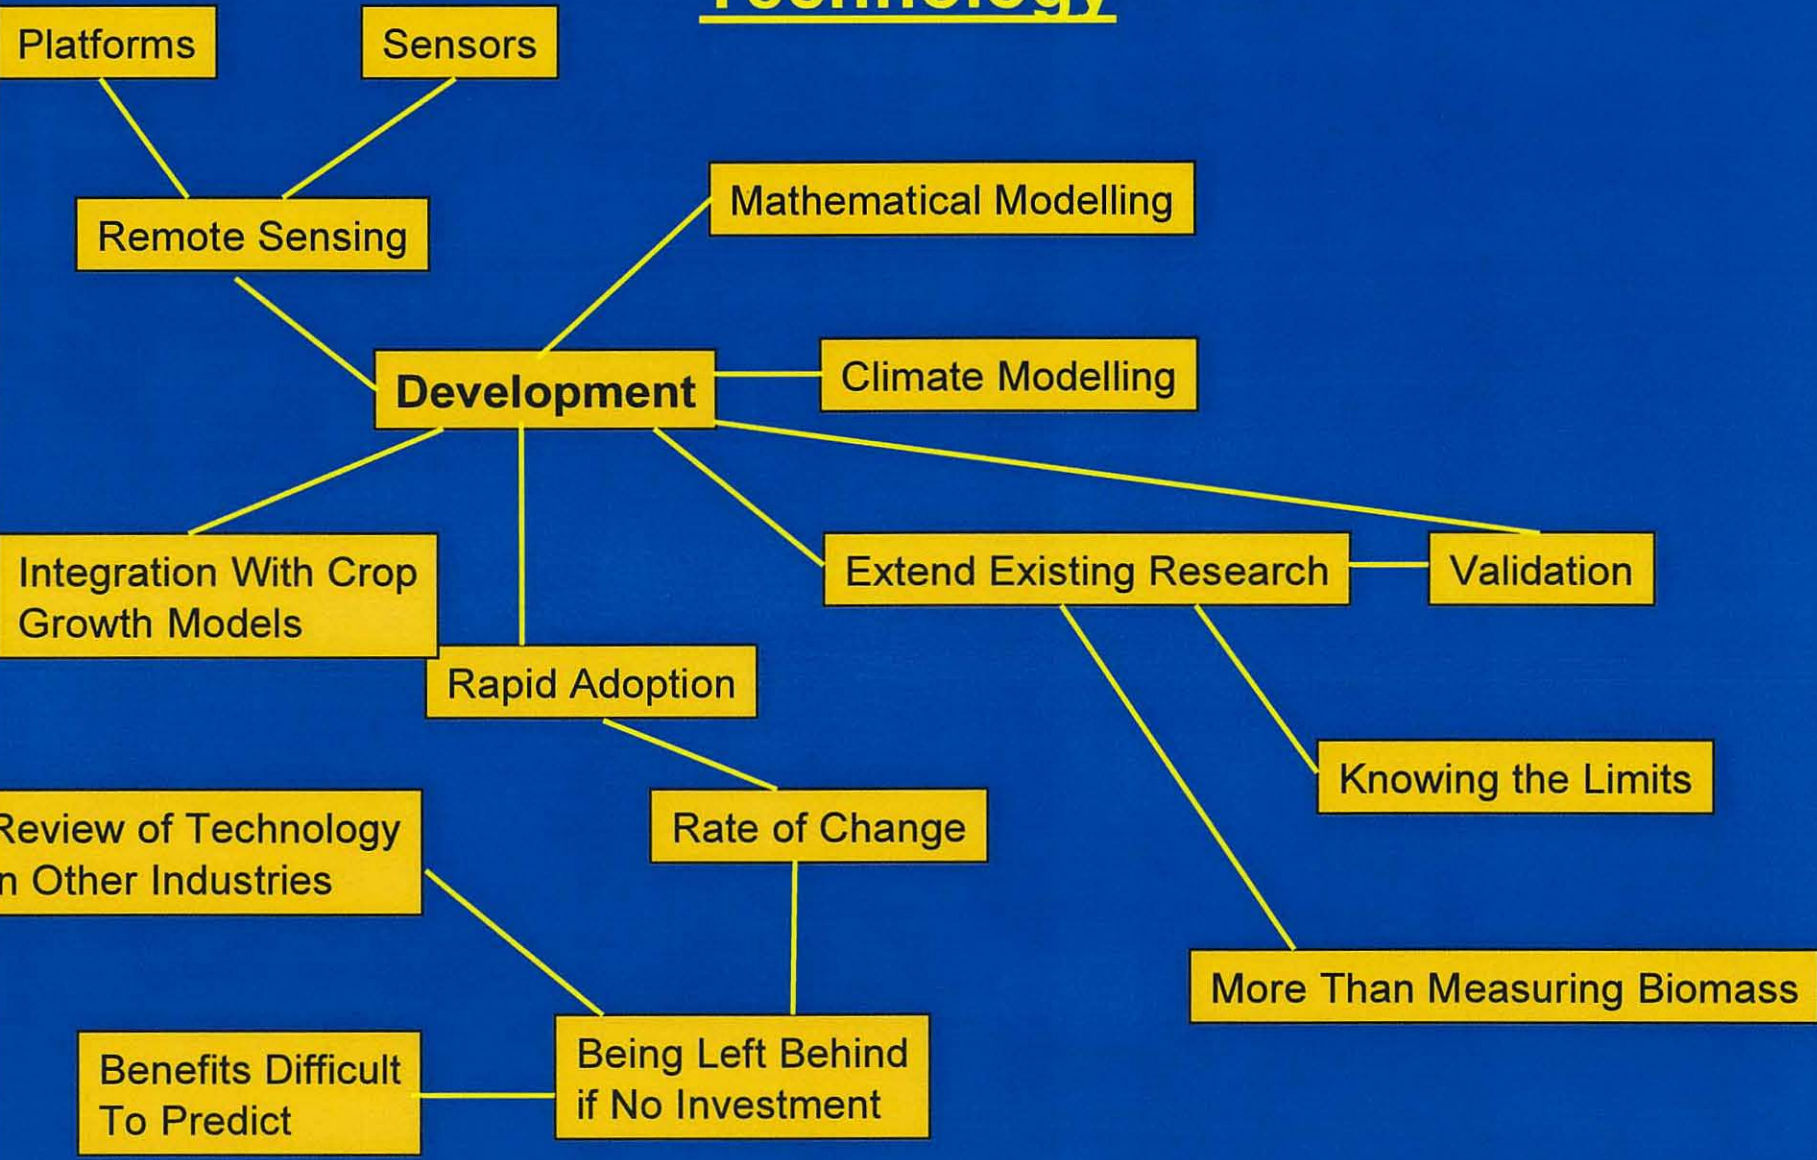 Technology
Platforms
Sensors
Mathematical Modelling
Remote Sensing
Climate Modelling
Development
Integration With Crop
Growth Models
Extend Existing Research
Validation
Rapid Adoption
Knowing the Limits
Review of Technology
n Other Industries
Rate of Change
More Than Measuring Biomass
Benefits Difficult
To Predict
Being Left Behind
if No Investment